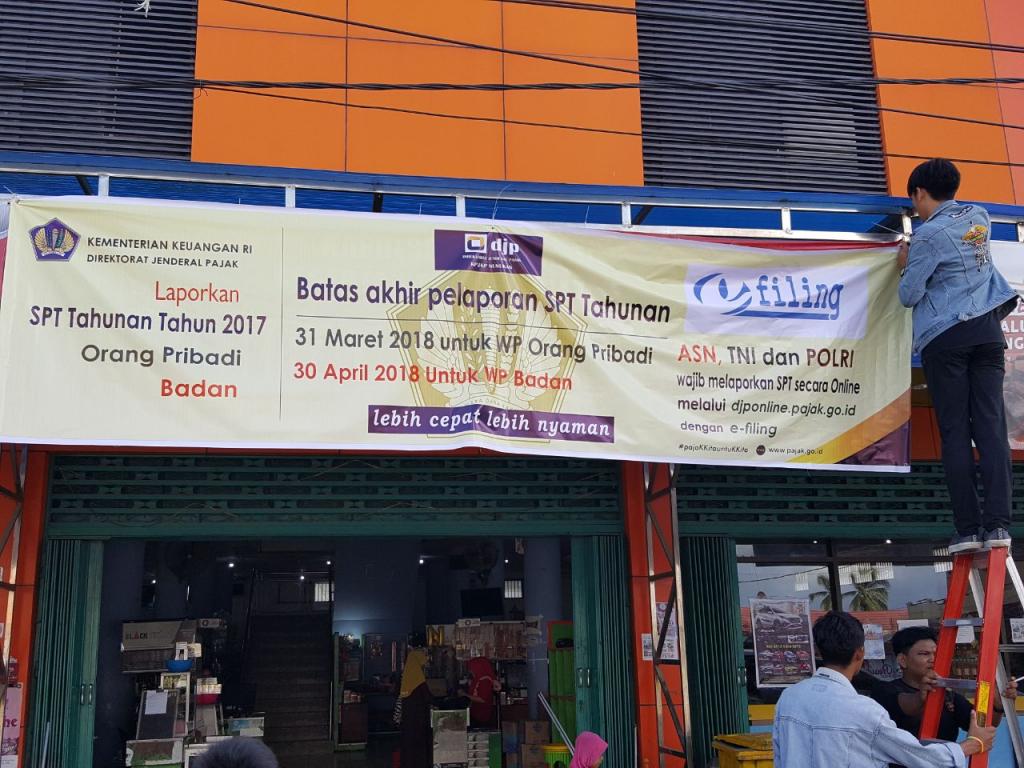 KEMENTERIAN KEUANGAN RI
DIREKTORAT JENDERAL PAJAK
Laporkan
SPT Tahunan Tahun 2017
Orang Pribadi
Badan
djp
Batas akhir pelaporan SPT Tahunan
31 Maret 2018 untuk WP Orang Pribadi
30 April 2018 Untuk WP Badan
lebih cepat lebih nyaman
e filing
ASN, TNI dan POLRI
wajib melaporkan SPT secara Online
melalui djponline.pajak.go.id
dengan e-filing
#pajaKKitauntuKKita www.pajak.go.id
BLACK